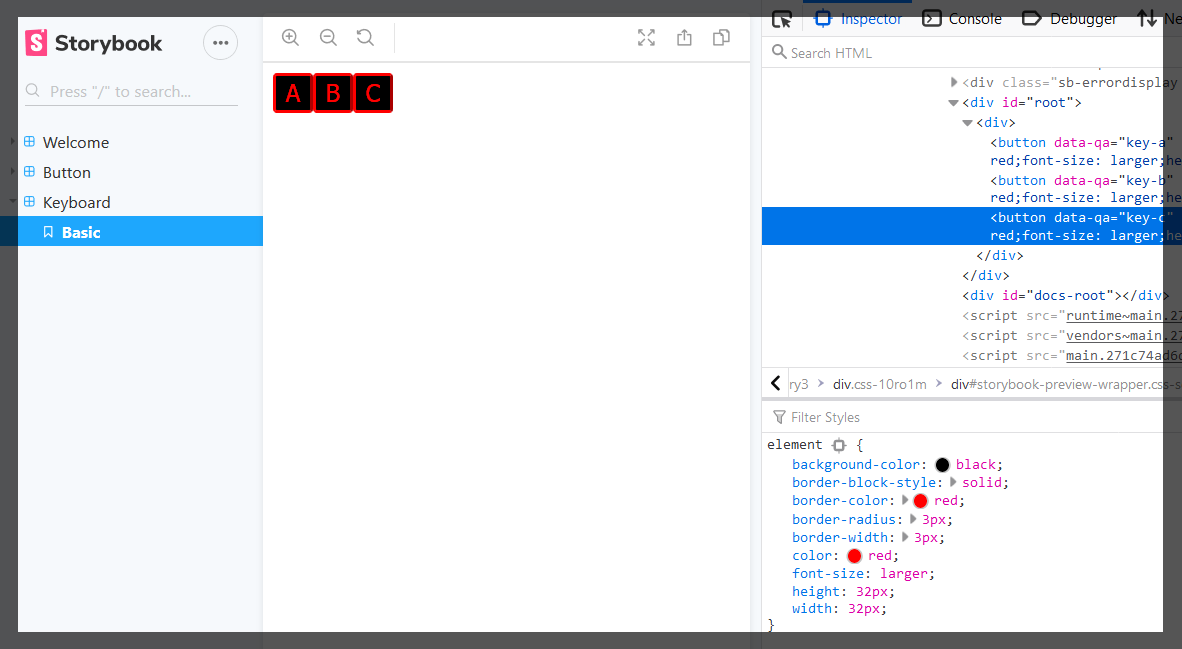 Storybook
Press "/" to search...
Welcome
Button
Keyboard
Basic
A B C
Inspector
Console
Debugger
Ne
Search HTML
<div class="sb-errordisplay
<div id="root">
<div>
<button data-qa="key-a"
red;font-size: larger;he
<button data-qa="key-b"
red;font-size: larger;he
<button data-qa="key-c"
red;font-size: larger;he
</div>
</div>
<div id="docs-root"></div>
<script src="runtime~main.27
<script src="vendors~main.27
<script src="main.271c74ad6c
ry3 > div.css-10ro1m > div#storybook-preview-wrapper.css-s
Filter Styles
element {
background-color: black;
border-block-style: solid;
border-color: red;
border-radius: 3px;
border-width: 3px;
color: red;
font-size: larger;
height: 32px;
width: 32px;
}